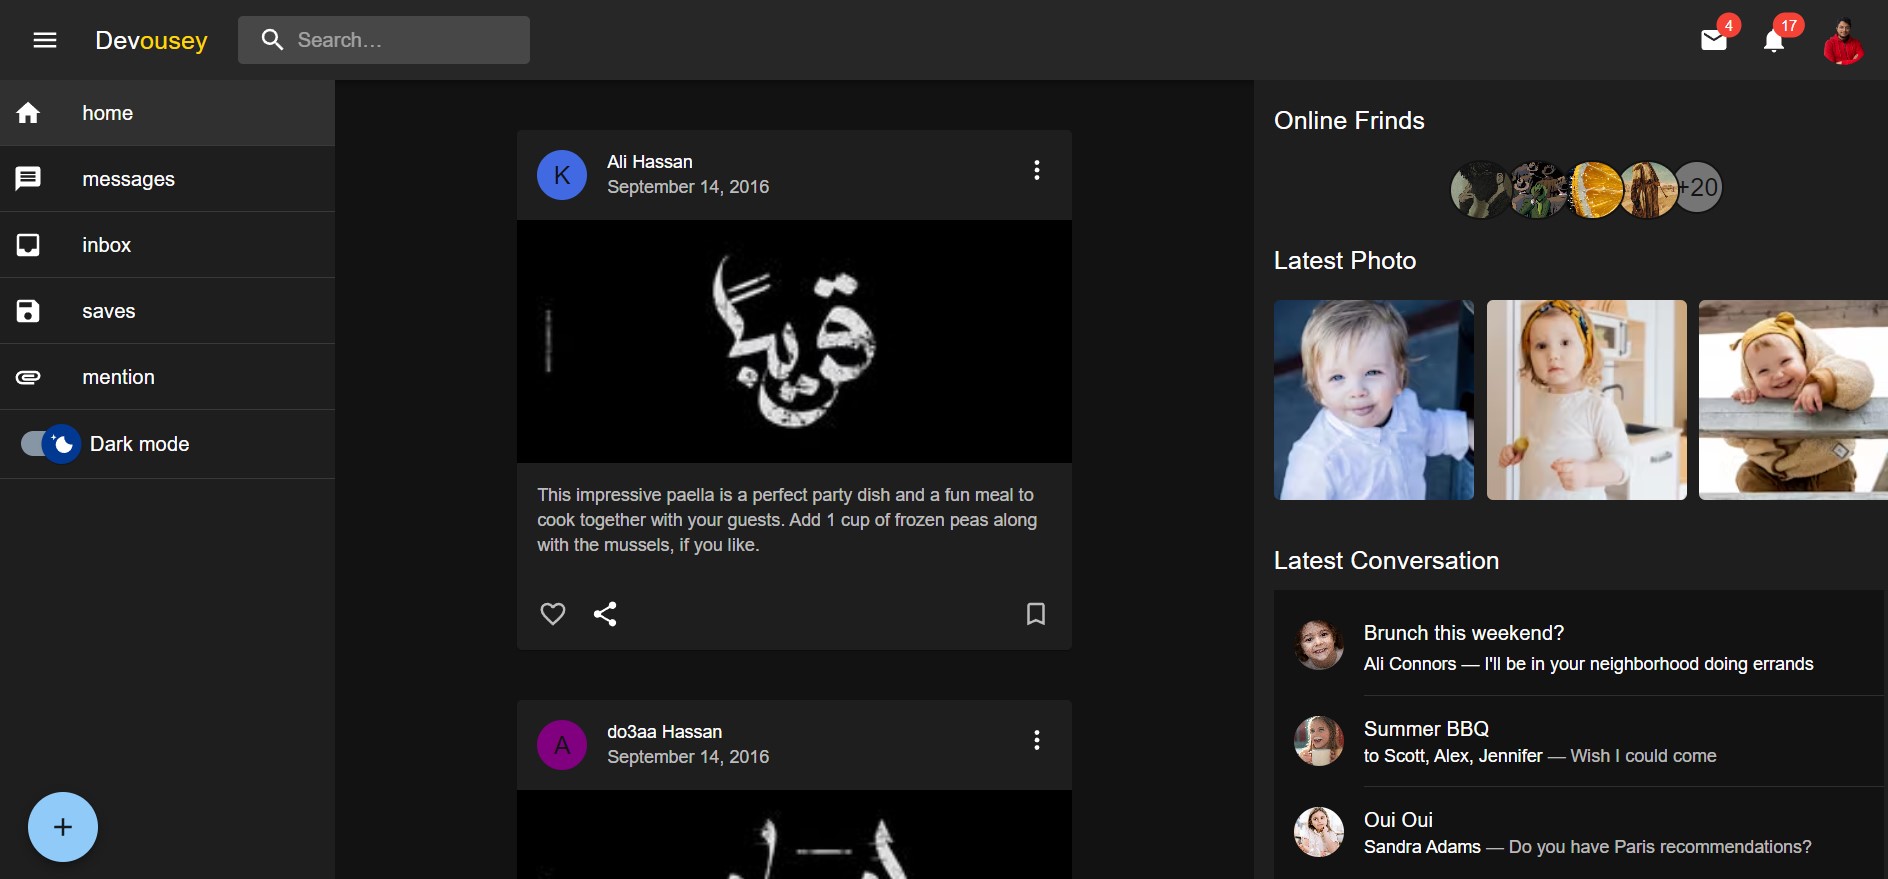 Devousey
Search…
4
17
home
messages
inbox
saves
mention
Dark mode
+
K
Ali Hassan
September 14, 2016
قريباً
This impressive paella is a perfect party dish and a fun meal to
cook together with your guests. Add 1 cup of frozen peas along
with the mussels, if you like.
A
do3aa Hassan
September 14, 2016
Online Frinds
+20
Latest Photo
Latest Conversation
Brunch this weekend?
Ali Connors — I'll be in your neighborhood doing errands
Summer BBQ
to Scott, Alex, Jennifer — Wish I could come
Oui Oui
Sandra Adams — Do you have Paris recommendations?